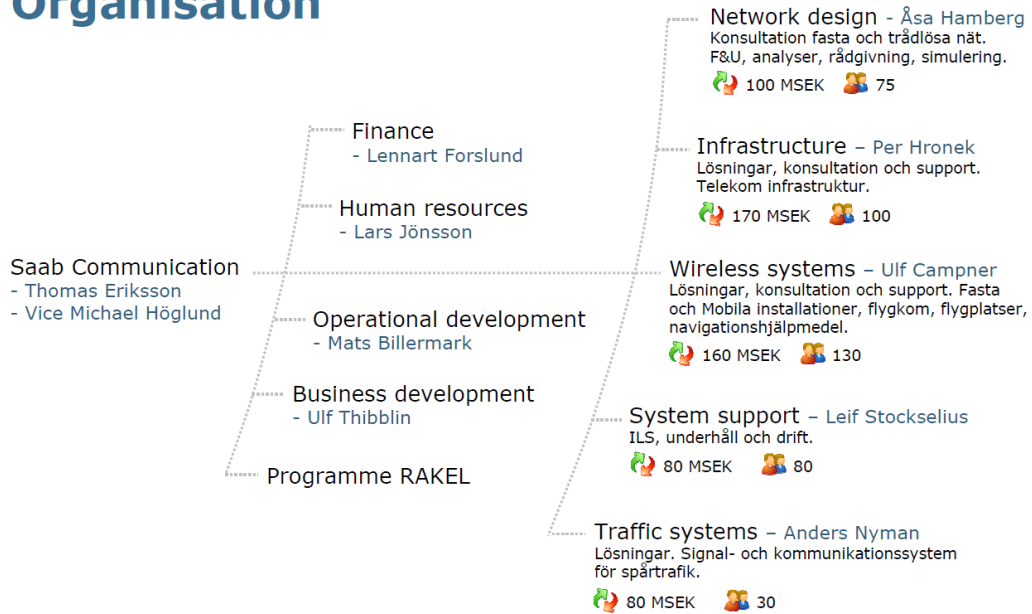 Organisation
Saab Communication
- Thomas Eriksson
- Vice Michael Höglund
Finance
- Lennart Forslund
Human resources
- Lars Jönsson
Operational development
- Mats Billermark
Business development
- Ulf Thibblin
Programme RAKEL
Network design - Åsa Hamberg
Konsultation fasta och trådlösa nät.
F&U, analyser, rådgivning, simulering.
100 MSEK 75
Infrastructure – Per Hronek
Lösningar, konsultation och support.
Telekom infrastruktur.
170 MSEK 100
Wireless systems – Ulf Campner
Lösningar, konsultation och support. Fasta
och Mobila installationer, flygkom, flygplatser,
navigationshjälpmedel.
160 MSEK 130
System support – Leif Stockselius
ILS, underhåll och drift.
80 MSEK 80
Traffic systems – Anders Nyman
Lösningar. Signal- och kommunikationssystem
för spårtrafik.
80 MSEK 30